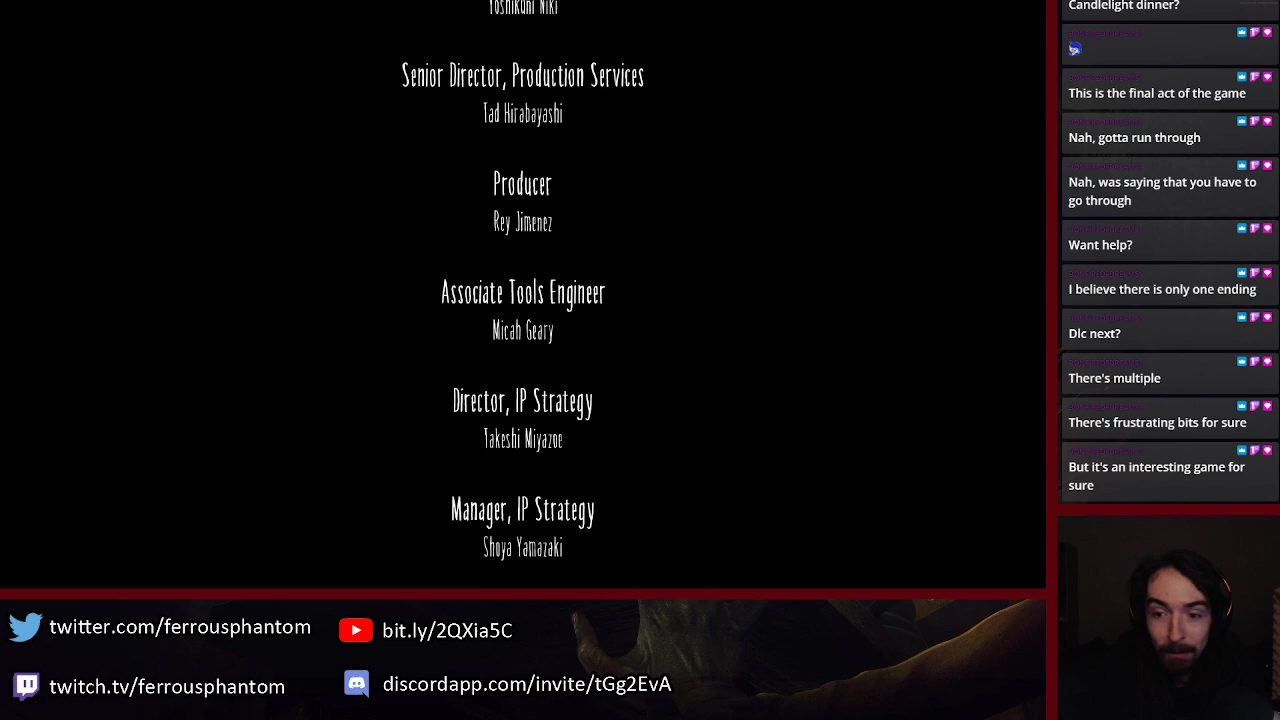 Yoshikuni Niki
Senior Director, Production Services
Tad Hirabayashi
Producer
Rey Jimenez
Associate Tools Engineer
Micah Geary
Director, IP Strategy
Takeshi Miyazoe
Manager, IP Strategy
Shoya Yamazaki
Candlelight dinner?
This is the final act of the game
Nah, gotta run through
Nah, was saying that you have to
go through
Want help?
I believe there is only one ending
Dlc next?
There's multiple
There's frustrating bits for sure
But it's an interesting game for
sure
twitter.com/ferrousphantom
bit.ly/2QXia5C
twitch.tv/ferrousphantom
discordapp.com/invite/tGg2EvA